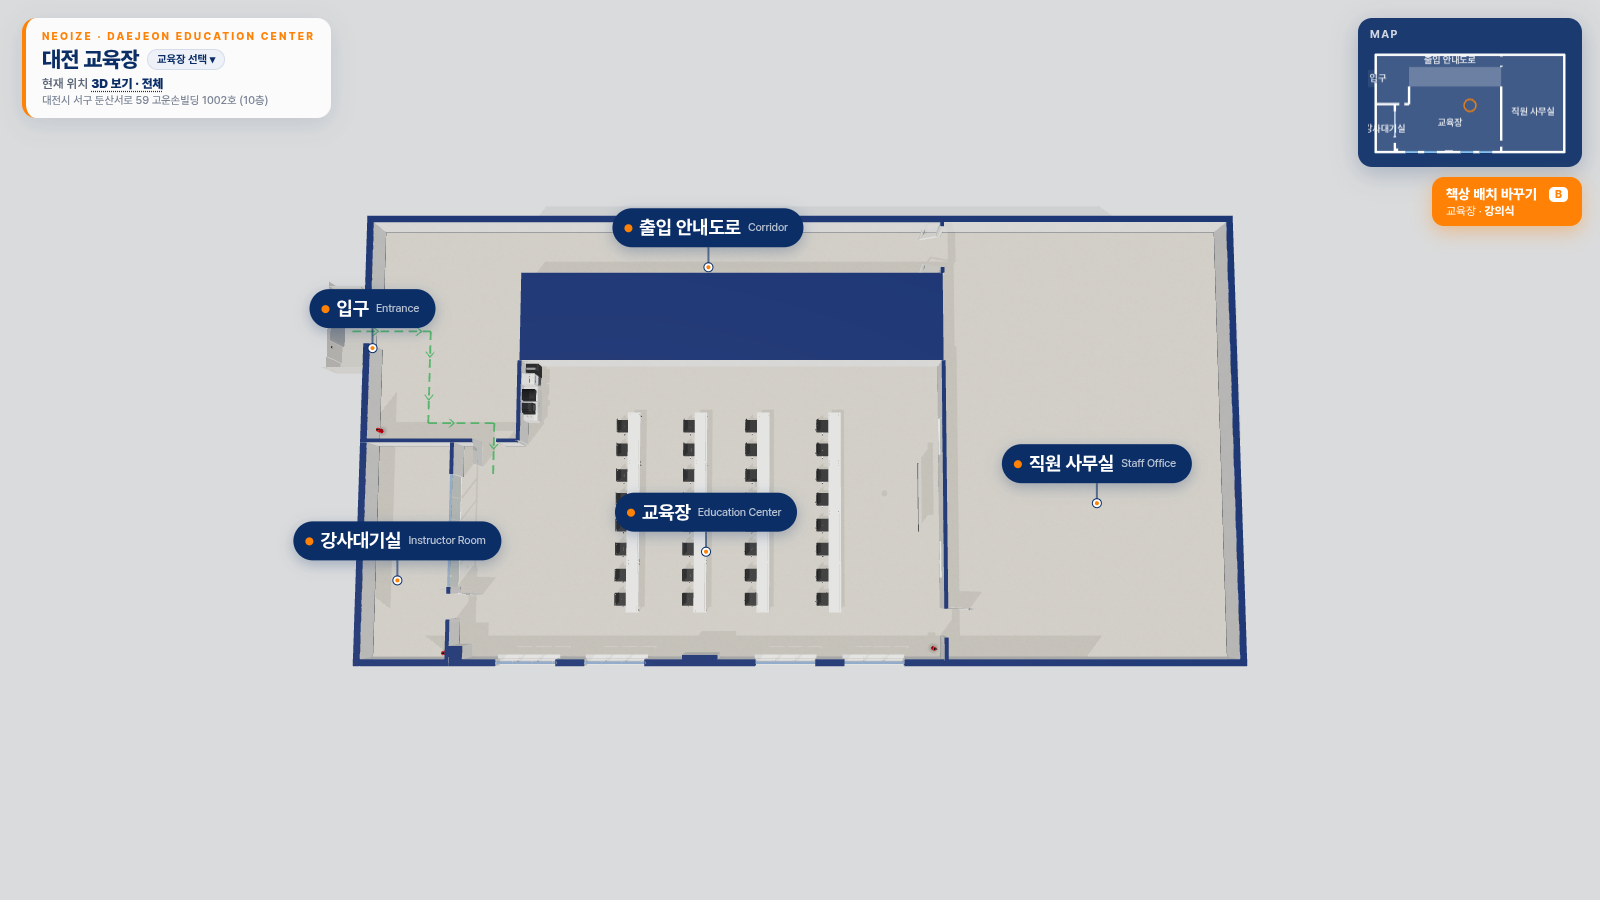 NEOIZE · DAEJEON EDUCATION CENTER
대전 교육장 교육장 선택 ▾
현재 위치 3D 보기 · 전체
대전시 서구 둔산서로 59 고운손빌딩 1002호 (10층)
MAP
출입 안내도로
입구
직원 사무실
교육장
강사대기실
책상 배치 바꾸기 B
교육장 · 강의식
출입 안내도로 Corridor
입구 Entrance
직원 사무실 Staff Office
교육장 Education Center
강사대기실 Instructor Room